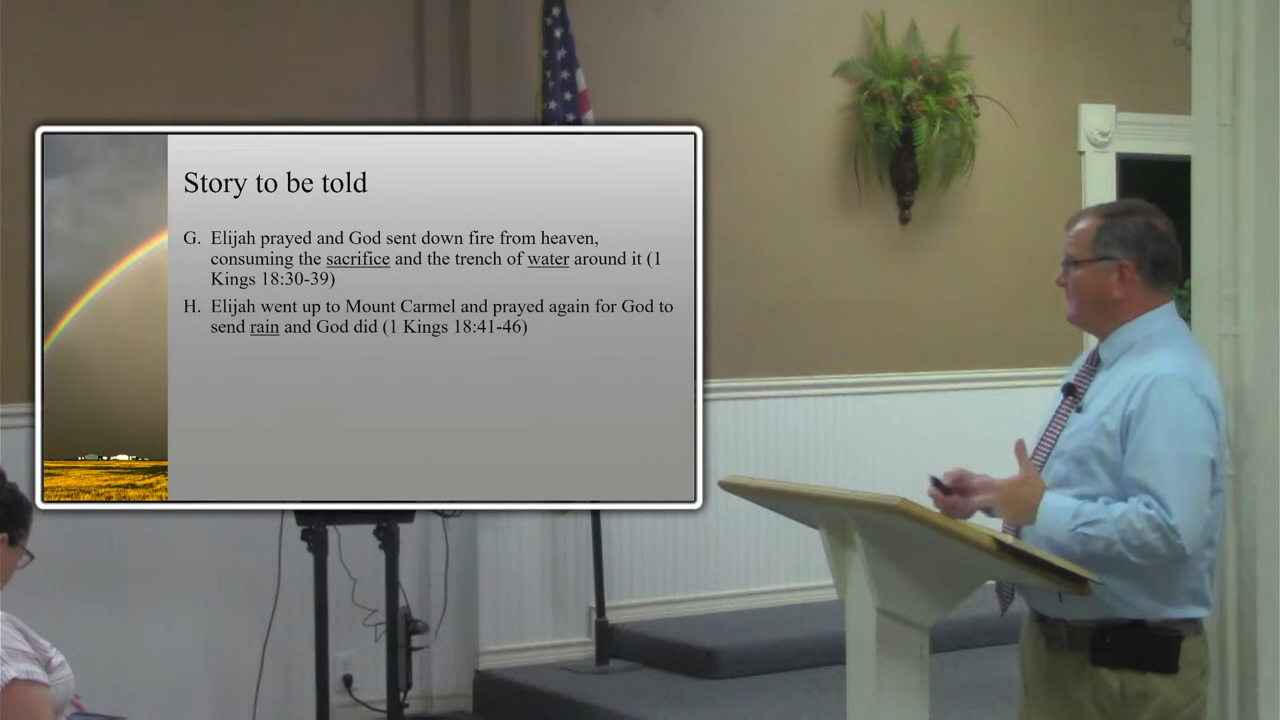 Story to be told
G. Elijah prayed and God sent down fire from heaven,
consuming the sacrifice and the trench of water around it (1
Kings 18:30-39)
H. Elijah went up to Mount Carmel and prayed again for God to
send rain and God did (1 Kings 18:41-46)